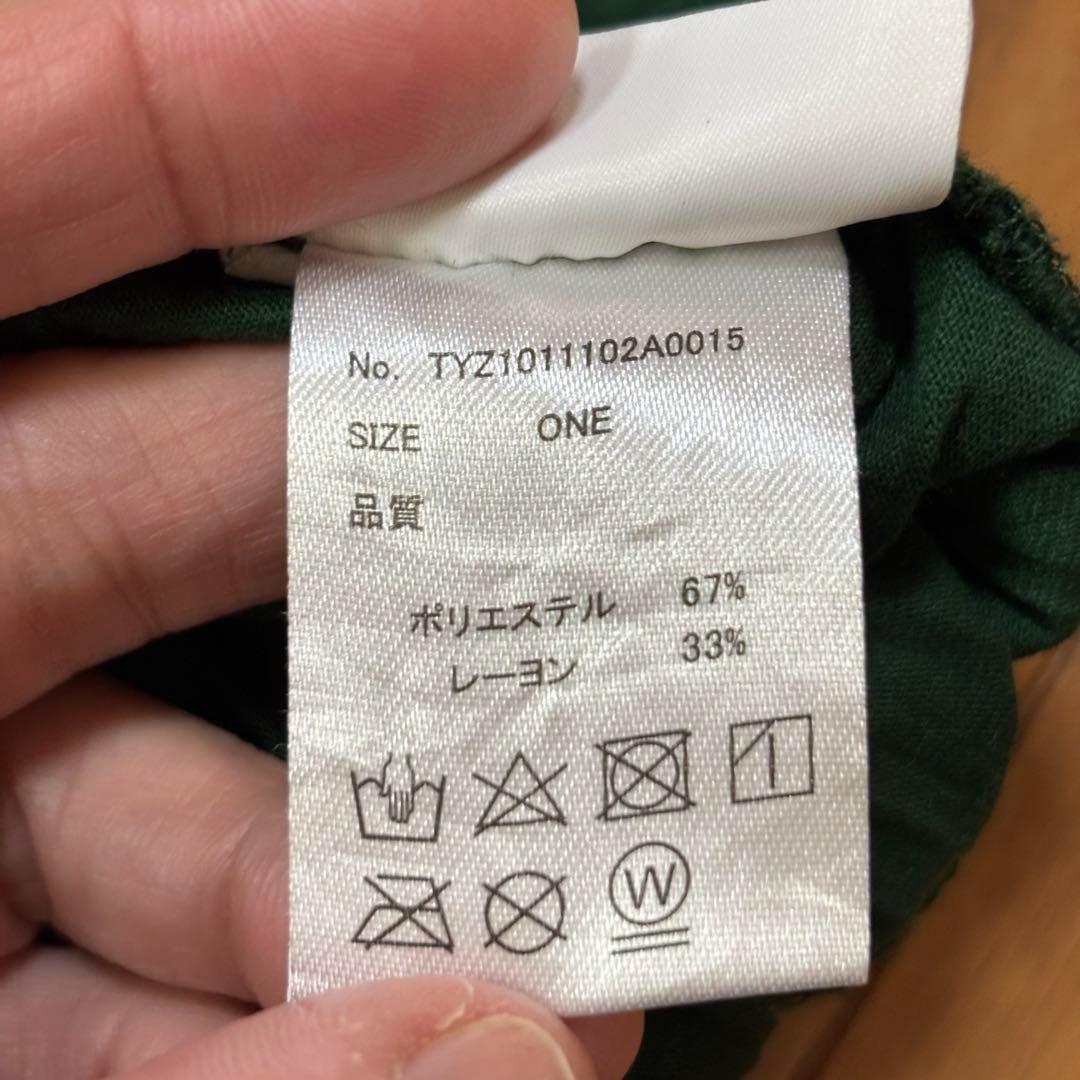 No. TYZ1011102A0015
SIZE ONE
品質
ポリエステル 67%
レーヨン 33%
W